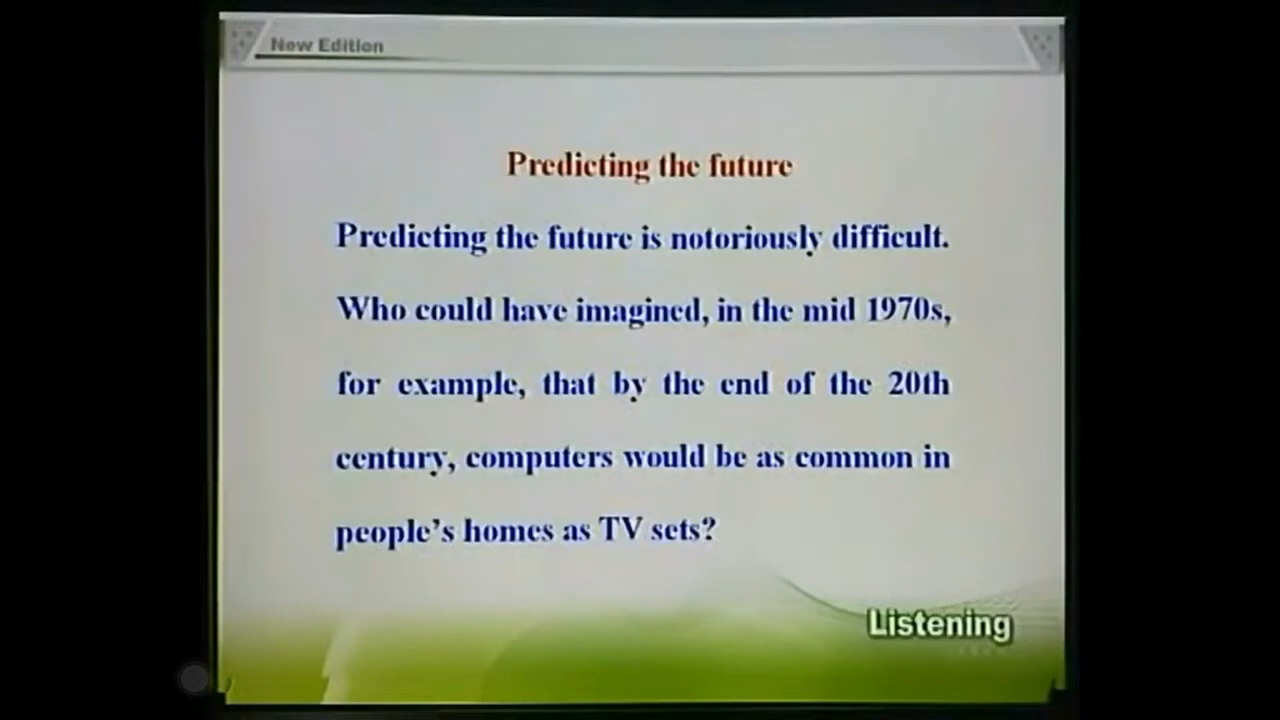 New Edition
Predicting the future
Predicting the future is notoriously difficult.
Who could have imagined, in the mid 1970s,
for example, that by the end of the 20th
century, computers would be as common in
people's homes as TV sets?
Listening